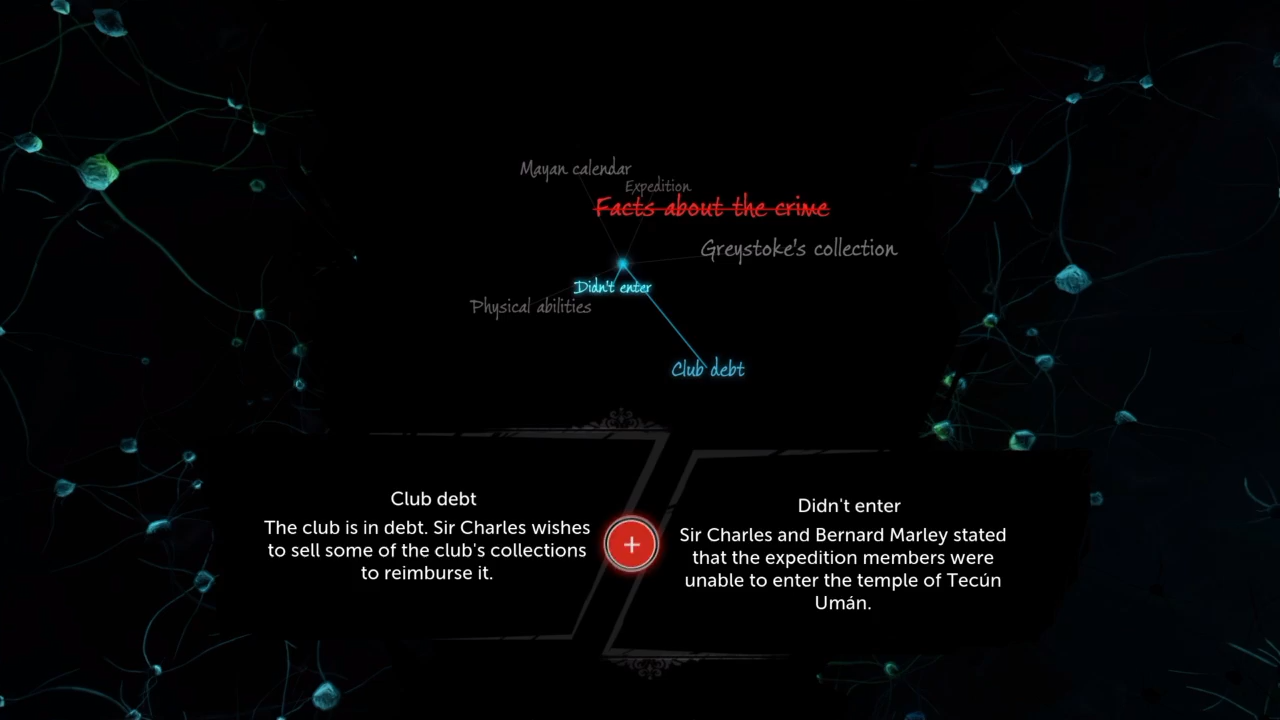 Mayan calendar
Expedition
Facts about the crime
Greystoke's collection
Didn't enter
Physical abilities
Club debt
Club debt
The club is in debt. Sir Charles wishes
to sell some of the club's collections
to reimburse it.
+
Didn't enter
Sir Charles and Bernard Marley stated
that the expedition members were
unable to enter the temple of Tecún
Umán.